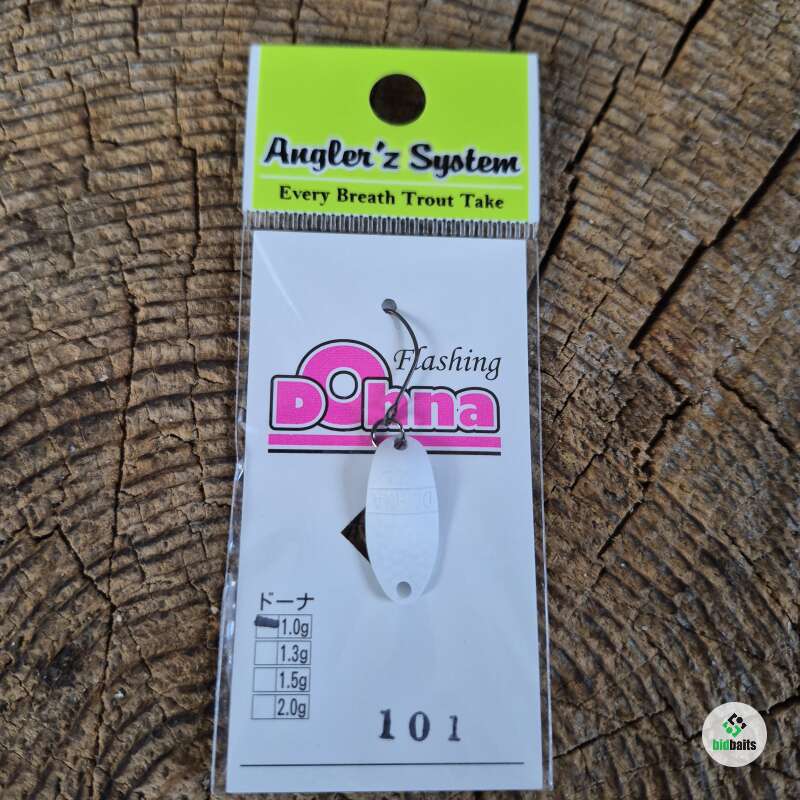 Angler'z System
Every Breath Trout Take
Flashing
Dohna
ドーナ
1.0g
1.3g
1.5g
2.0g
101
bidbaits